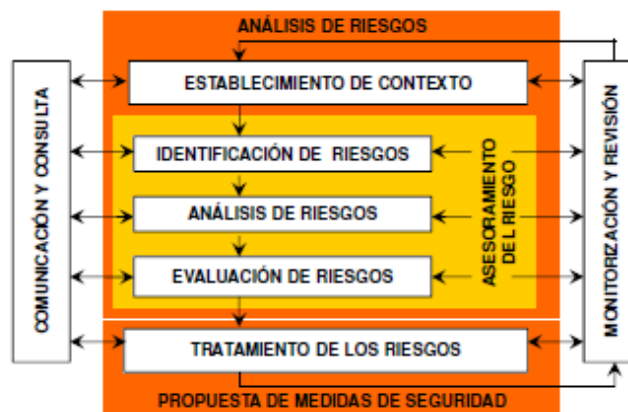 ANÁLISIS DE RIESGOS
ESTABLECIMIENTO DE CONTEXTO
IDENTIFICACIÓN DE RIESGOS
ANÁLISIS DE RIESGOS
EVALUACIÓN DE RIESGOS
TRATAMIENTO DE LOS RIESGOS
PROPUESTA DE MEDIDAS DE SEGURIDAD
COMUNICACIÓN Y CONSULTA
ASESORAMIENTO
DEL RIESGO
MONITORIZACIÓN Y REVISIÓN